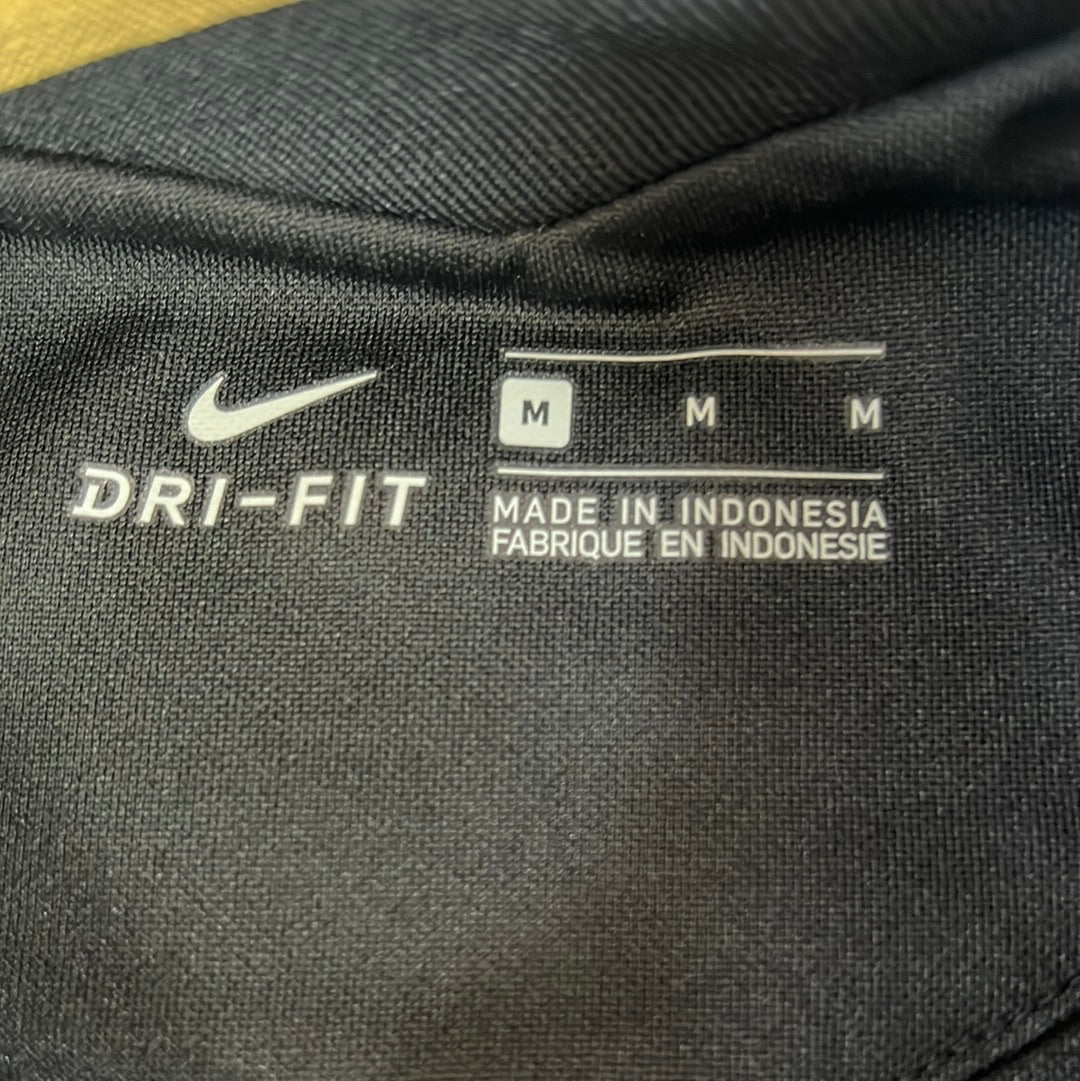 DRI-FIT
M M M
MADE IN INDONESIA
FABRIQUE EN INDONESIE